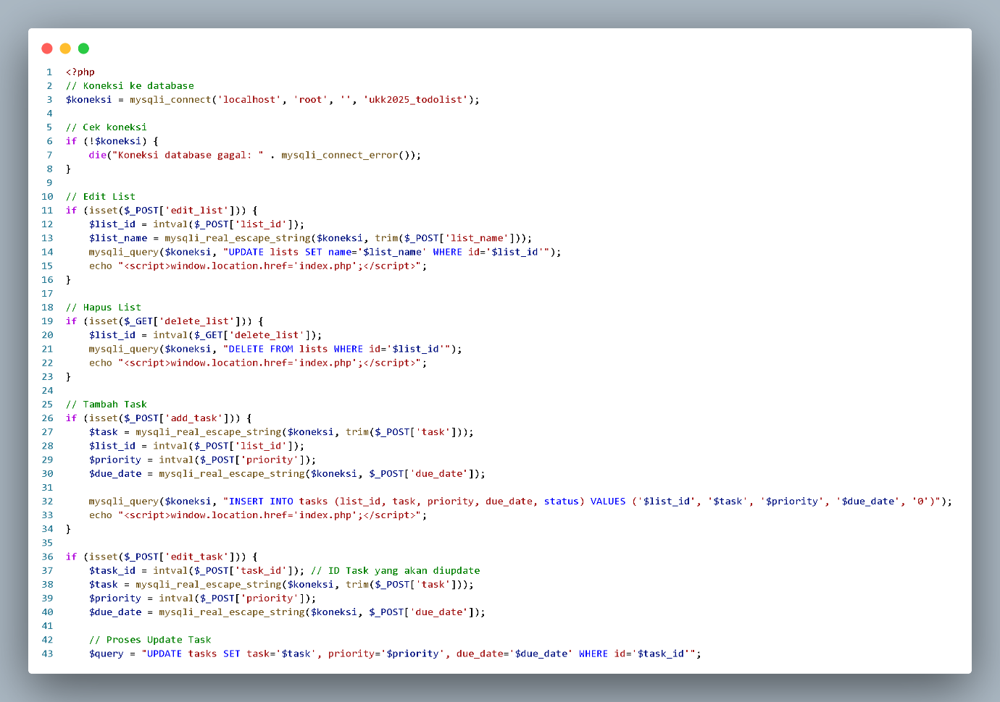 1 <?php
2 // Koneksi ke database
3 $koneksi = mysqli_connect('localhost', 'root', '', 'ukk2025_todolist');
4
5 // Cek koneksi
6 if (!$koneksi) {
7     die("Koneksi database gagal: " . mysqli_connect_error());
8 }
9
10 // Edit List
11 if (isset($_POST['edit_list'])) {
12     $list_id = intval($_POST['list_id']);
13     $list_name = mysqli_real_escape_string($koneksi, trim($_POST['list_name']));
14     mysqli_query($koneksi, "UPDATE lists SET name='$list_name' WHERE id='$list_id'");
15     echo "<script>window.location.href='index.php';</script>";
16 }
17
18 // Hapus List
19 if (isset($_GET['delete_list'])) {
20     $list_id = intval($_GET['delete_list']);
21     mysqli_query($koneksi, "DELETE FROM lists WHERE id='$list_id'");
22     echo "<script>window.location.href='index.php';</script>";
23 }
24
25 // Tambah Task
26 if (isset($_POST['add_task'])) {
27     $task = mysqli_real_escape_string($koneksi, trim($_POST['task']));
28     $list_id = intval($_POST['list_id']);
29     $priority = intval($_POST['priority']);
30     $due_date = mysqli_real_escape_string($koneksi, $_POST['due_date']);
31
32     mysqli_query($koneksi, "INSERT INTO tasks (list_id, task, priority, due_date, status) VALUES ('$list_id', '$task', '$priority', '$due_date', '0')");
33     echo "<script>window.location.href='index.php';</script>";
34 }
35
36 if (isset($_POST['edit_task'])) {
37     $task_id = intval($_POST['task_id']); // ID Task yang akan diupdate
38     $task = mysqli_real_escape_string($koneksi, trim($_POST['task']));
39     $priority = intval($_POST['priority']);
40     $due_date = mysqli_real_escape_string($koneksi, $_POST['due_date']);
41
42     // Proses Update Task
43     $query = "UPDATE tasks SET task='$task', priority='$priority', due_date='$due_date' WHERE id='$task_id'";